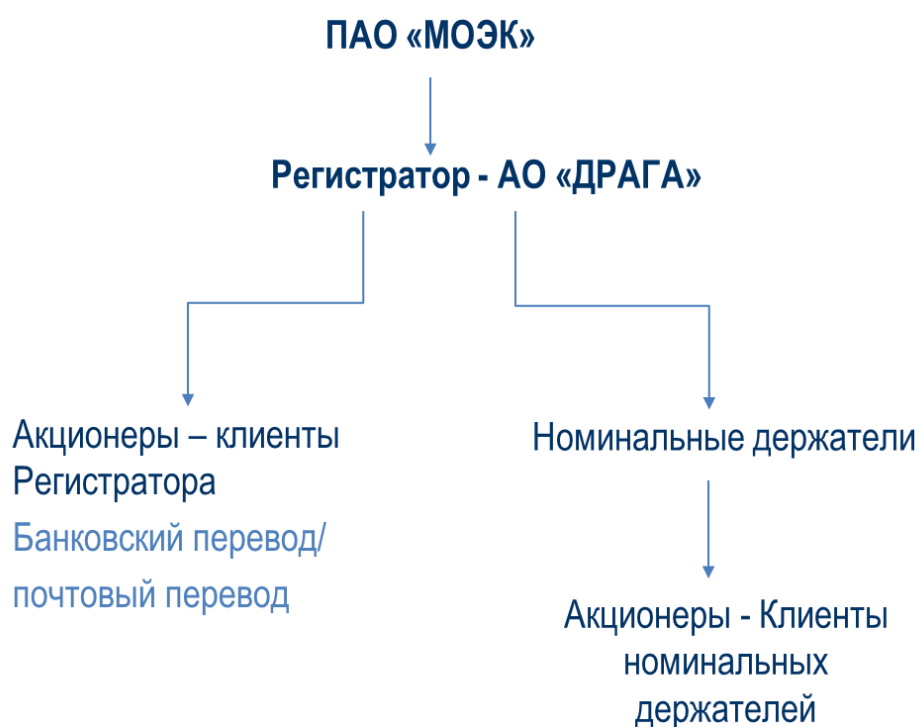 ПАО «МОЭК»
Регистратор - АО «ДРАГА»
Акционеры – клиенты
Регистратора
Банковский перевод/
почтовый перевод
Номинальные держатели
Акционеры - Клиенты
номинальных
держателей